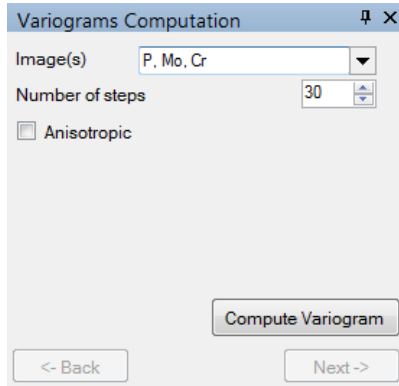 Variograms Computation
Image(s) P, Mo, Cr
Number of steps 30
Anisotropic
Compute Variogram
<- Back Next ->